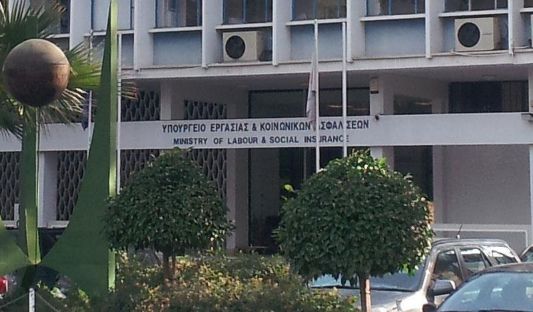 ΥΠΟΥΡΓΕΙΟ ΕΡΓΑΣΙΑΣ & ΚΟΙΝΩΝΙΚΩΝ ΑΣΦΑΛΙΣΕΩΝ
MINISTRY OF LABOUR & SOCIAL INSURANCE